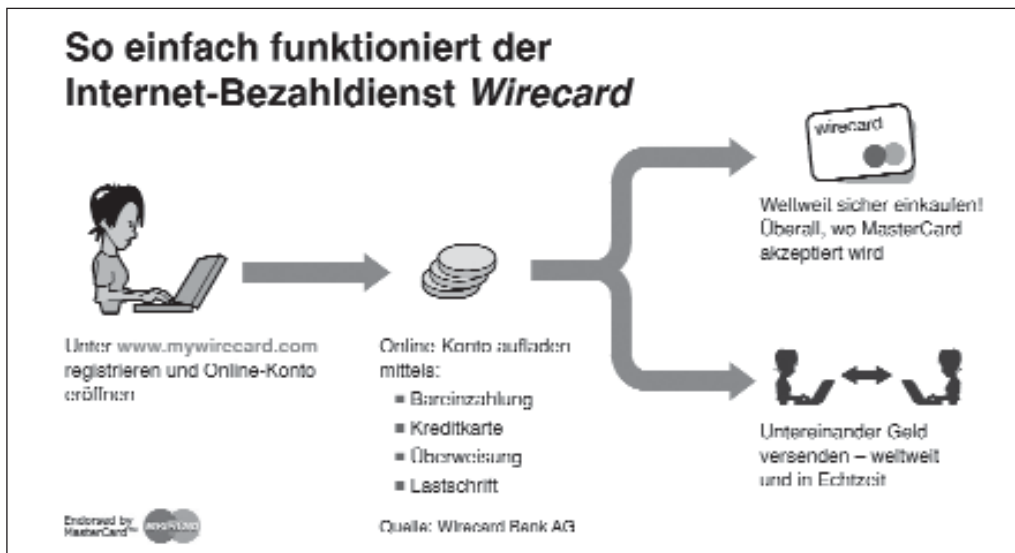 So einfach funktioniert der
Internet-Bezahldienst Wirecard
Unter www.mywirecard.com
registrieren und Online-Konto
eröffnen
Online Konto aufladen
mittels:
▪ Bareinzahlung
▪ Kreditkarte
▪ Überweisung
▪ Lastschrift
wirecard
Weltweit sicher einkaufen!
Überall, wo MasterCard
akzeptiert wird
Untereinander Geld
versenden – weltweit
und in Echtzeit
Endorsed by
MasterCard™
Quelle: Wirecard Bank AG